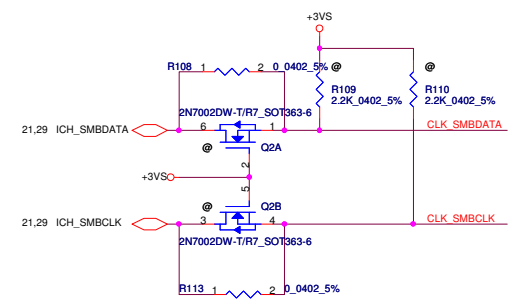 +3VS
R108 1 2 0_0402_5%
@ @
R109 R110
2.2K_0402_5% 2.2K_0402_5%
2N7002DW-T/R7_SOT363-6
21,29 ICH_SMBDATA 6 1 CLK_SMBDATA
@ Q2A
2
+3VS
5
@ Q2B
21,29 ICH_SMBCLK 3 4 CLK_SMBCLK
2N7002DW-T/R7_SOT363-6
R113 1 2 0_0402_5%